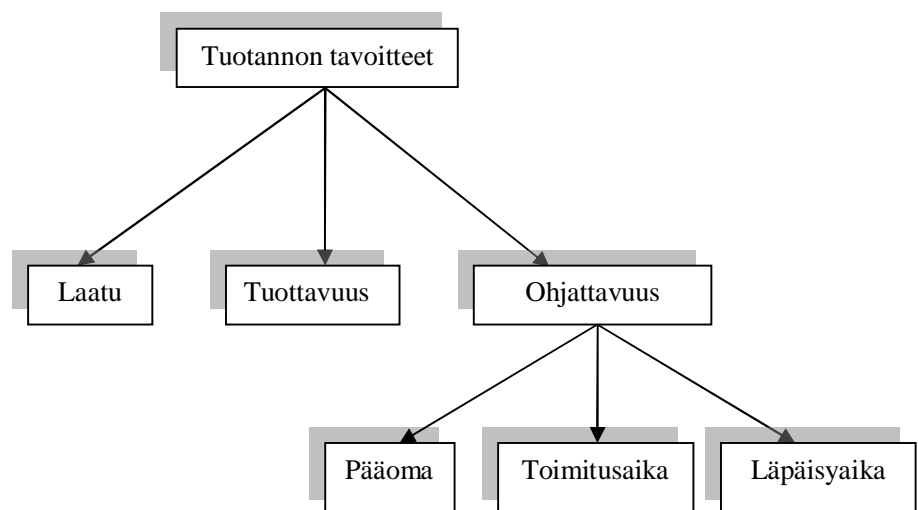 Tuotannon tavoitteet
Laatu
Tuottavuus
Ohjattavuus
Pääoma
Toimitusaika
Läpäisyaika